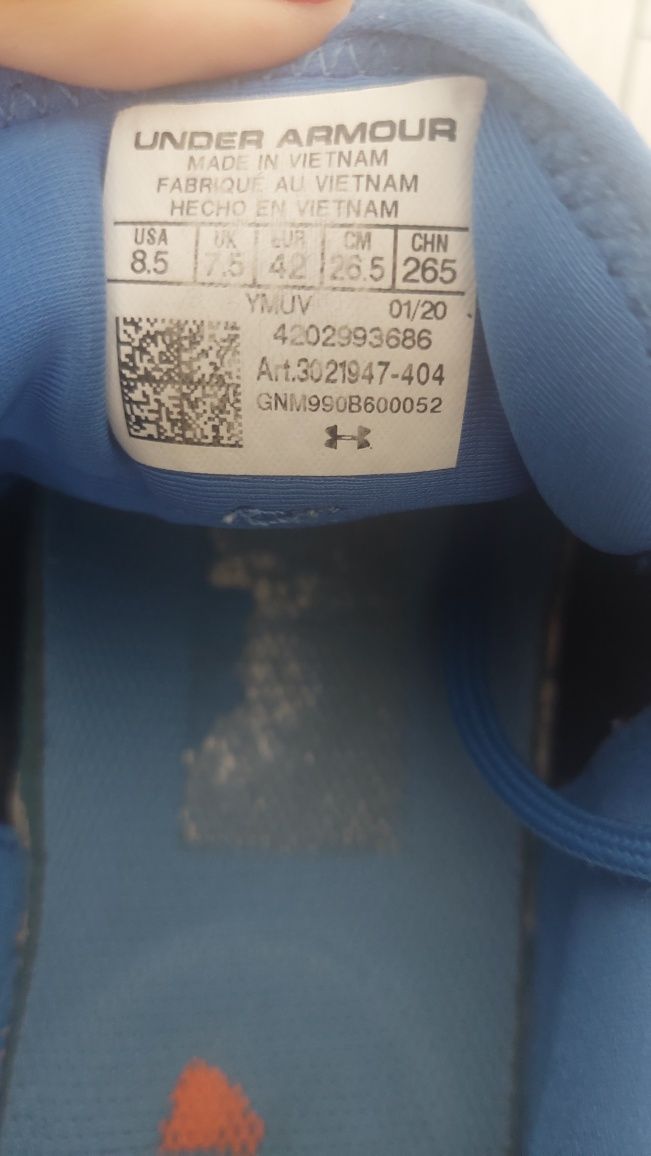 UNDER ARMOUR
MADE IN VIETNAM
FABRIQUÉ AU VIETNAM
HECHO EN VIETNAM
USA UK EUR CM CHN
8.5 7.5 42 26.5 265
YMUV 01/20
4202993686
Art.3021947-404
GNM990B600052